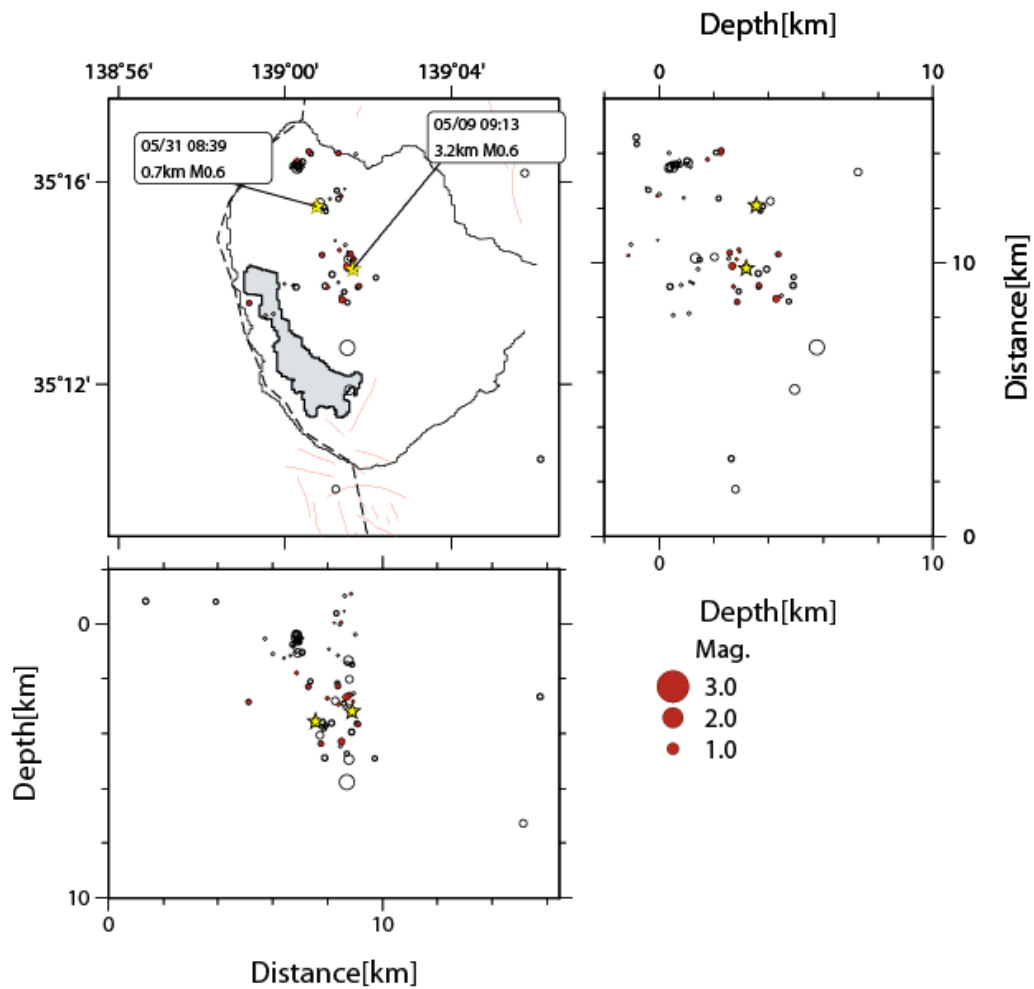 Depth[km]
138°56'
139°00'
139°04'
0
10
05/31 08:39
0.7km M0.6
05/09 09:13
3.2km M0.6
35°16'
35°12'
10
0
Distance[km]
0
10
Depth[km]
0
10
Depth[km]
0
10
Distance[km]
Mag.
3.0
2.0
1.0